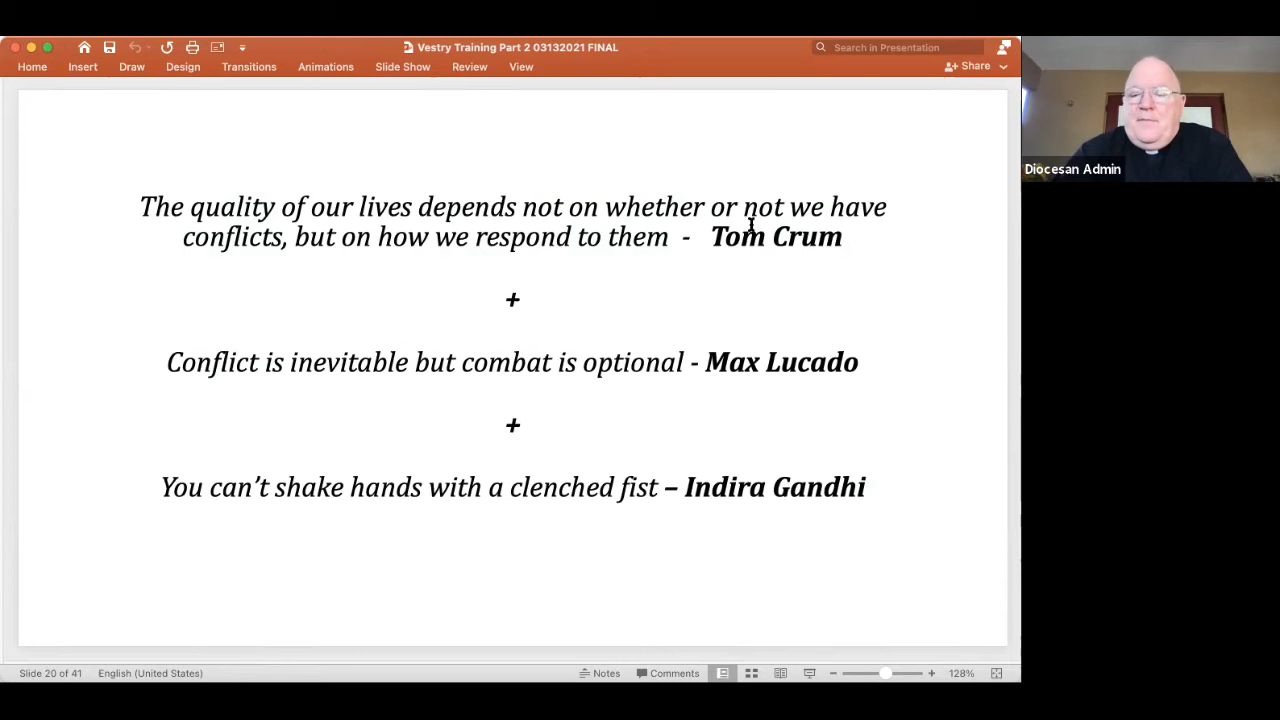 Vestry Training Part 2 03132021 FINAL
Search in Presentation
Home Insert Draw Design Transitions Animations Slide Show Review View
Share
Diocesan Admin
The quality of our lives depends not on whether or not we have
conflicts, but on how we respond to them - Tom Crum
+
Conflict is inevitable but combat is optional - Max Lucado
+
You can’t shake hands with a clenched fist – Indira Gandhi
Slide 20 of 41 English (United States) Notes Comments 128%